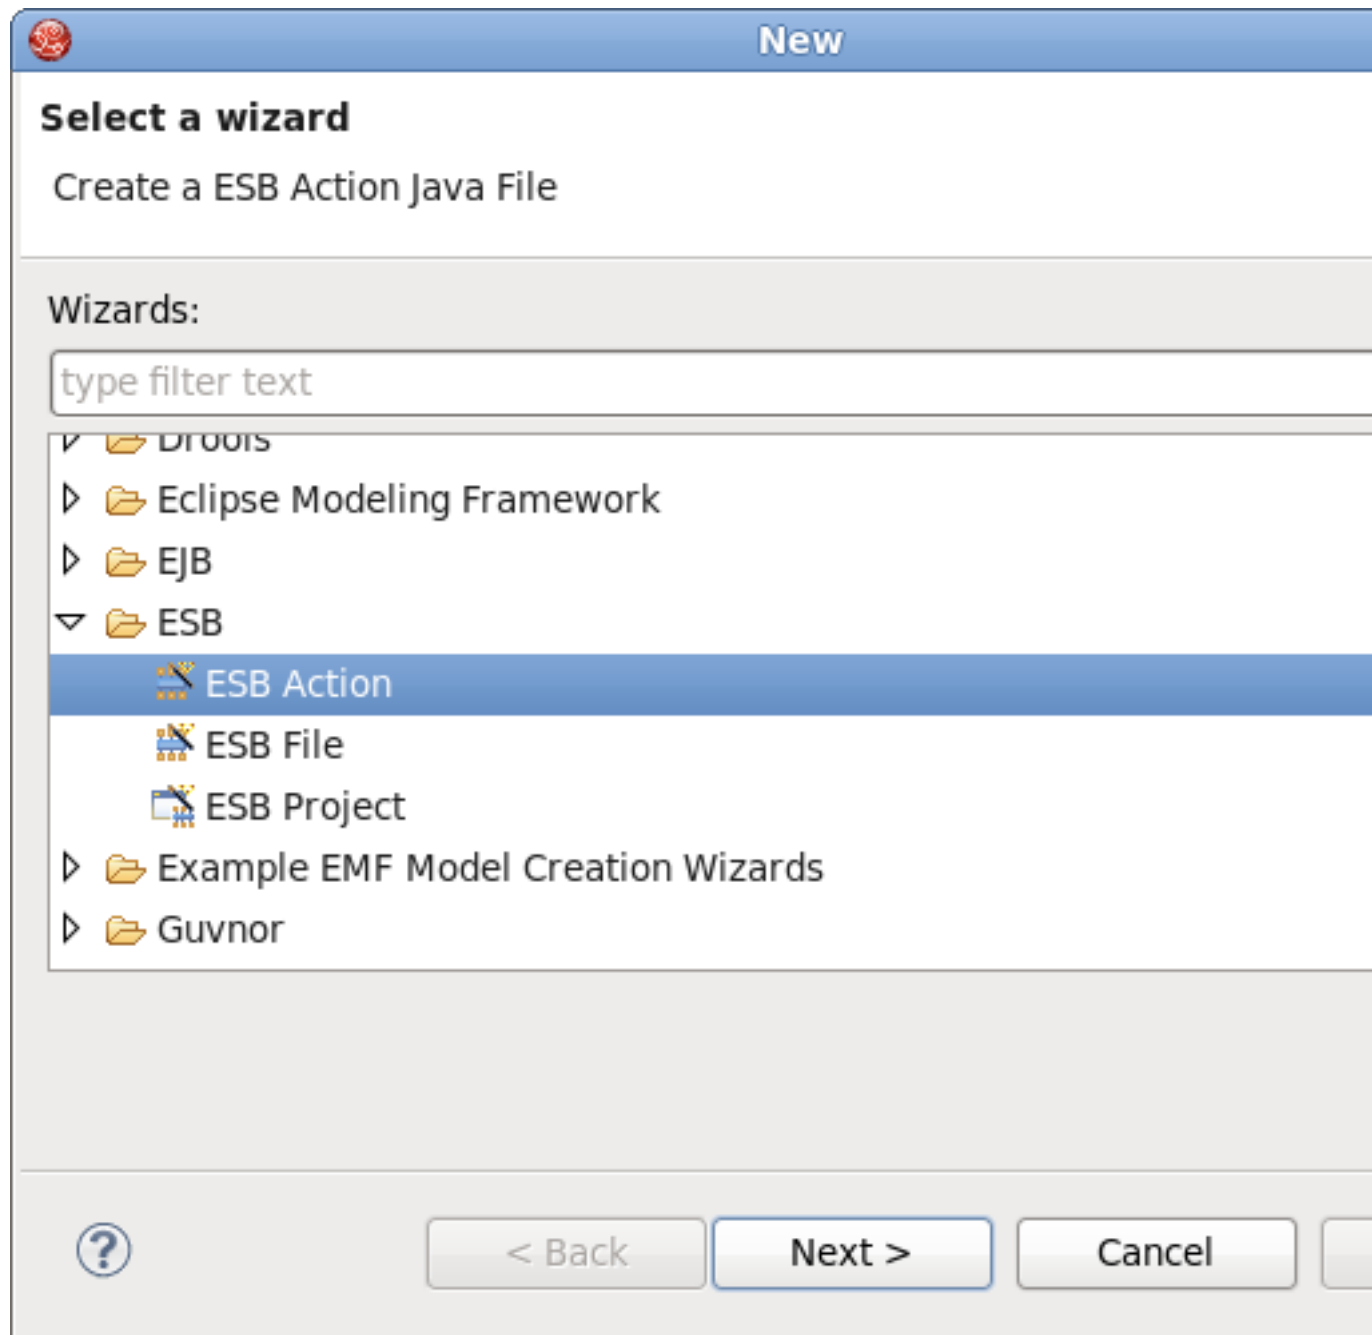 New
Select a wizard
Create a ESB Action Java File
Wizards:
type filter text
Drools
Eclipse Modeling Framework
EJB
ESB
ESB Action
ESB File
ESB Project
Example EMF Model Creation Wizards
Guvnor
< Back Next > Cancel